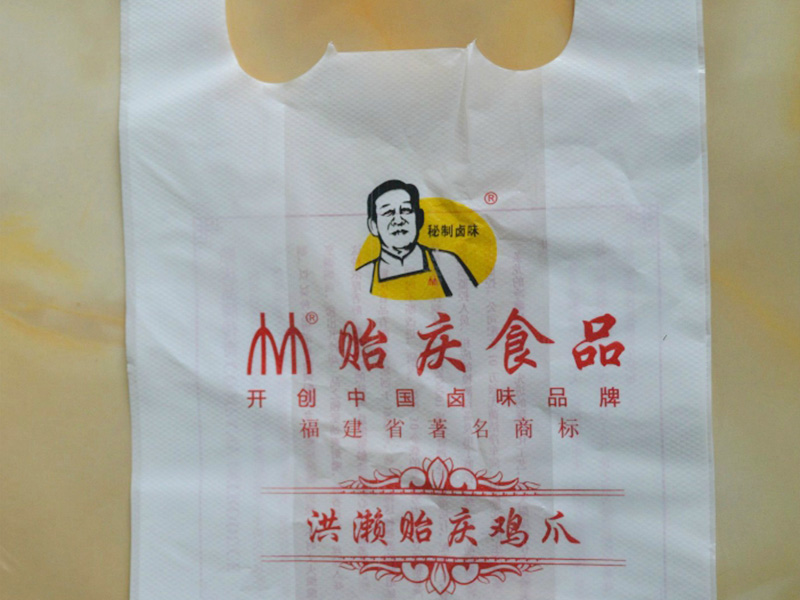 ®
秘制卤味
® 贻庆食品
开创中国卤味品牌
福建省著名商标
洪濑贻庆鸡爪